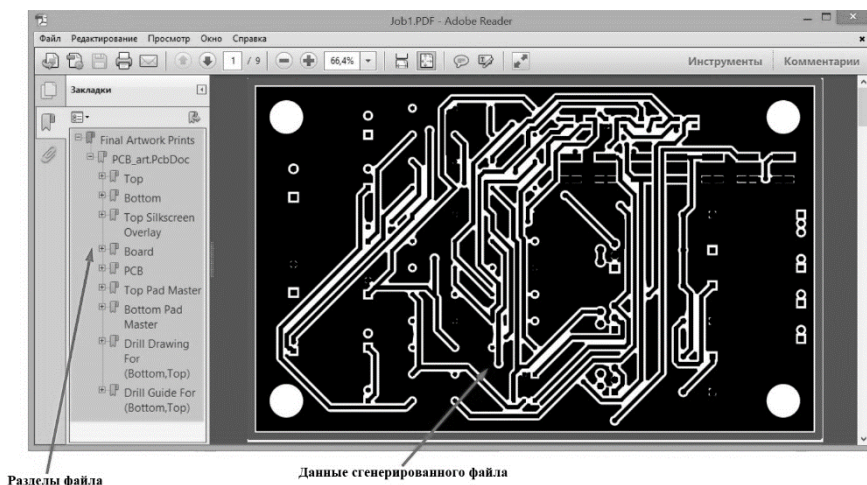 Job1.PDF - Adobe Reader
Файл Редактирование Просмотр Окно Справка
1 / 9 66,4% Инструменты Комментарии
Закладки
Final Artwork Prints
PCB_art.PcbDoc
Top
Bottom
Top Silkscreen
Overlay
Board
PCB
Top Pad Master
Bottom Pad
Master
Drill Drawing
For
(Bottom,Top)
Drill Guide For
(Bottom,Top)
Разделы файла
Данные сгенерированного файла